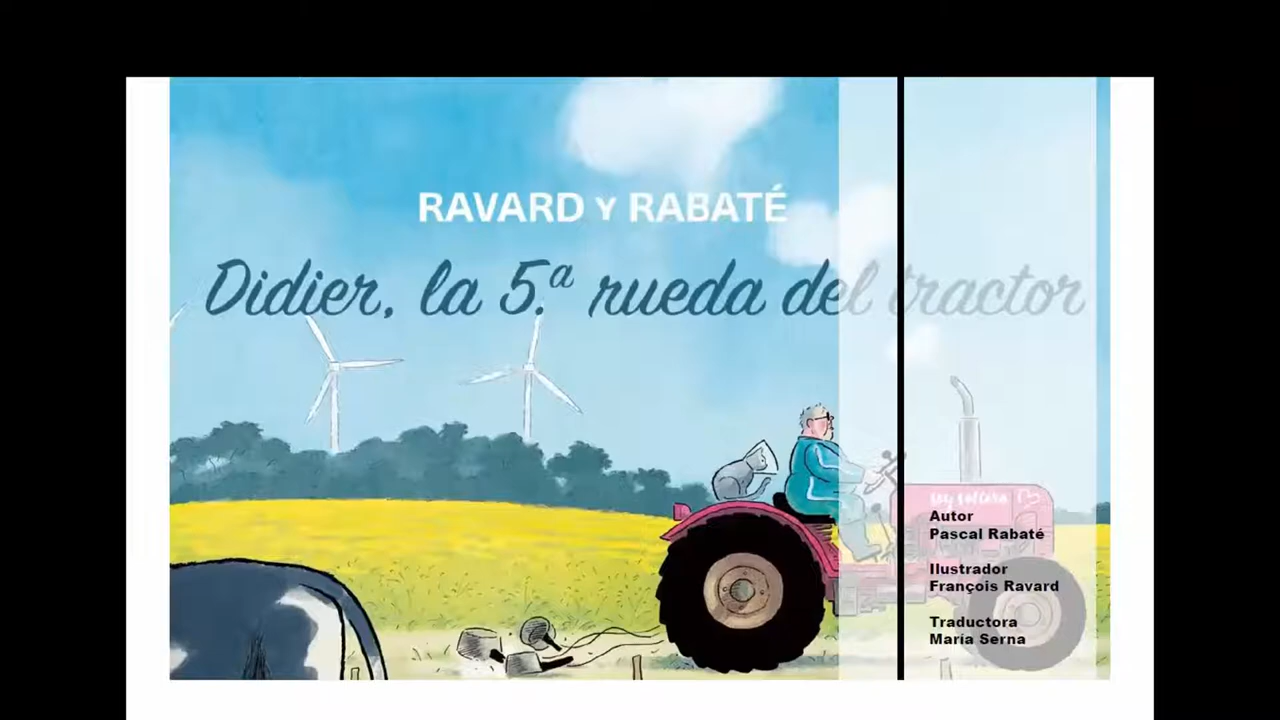 RAVARD Y RABATÉ
Didier, la 5.ª rueda del tractor
Autor
Pascal Rabaté
Ilustrador
François Ravard
Traductora
María Serna